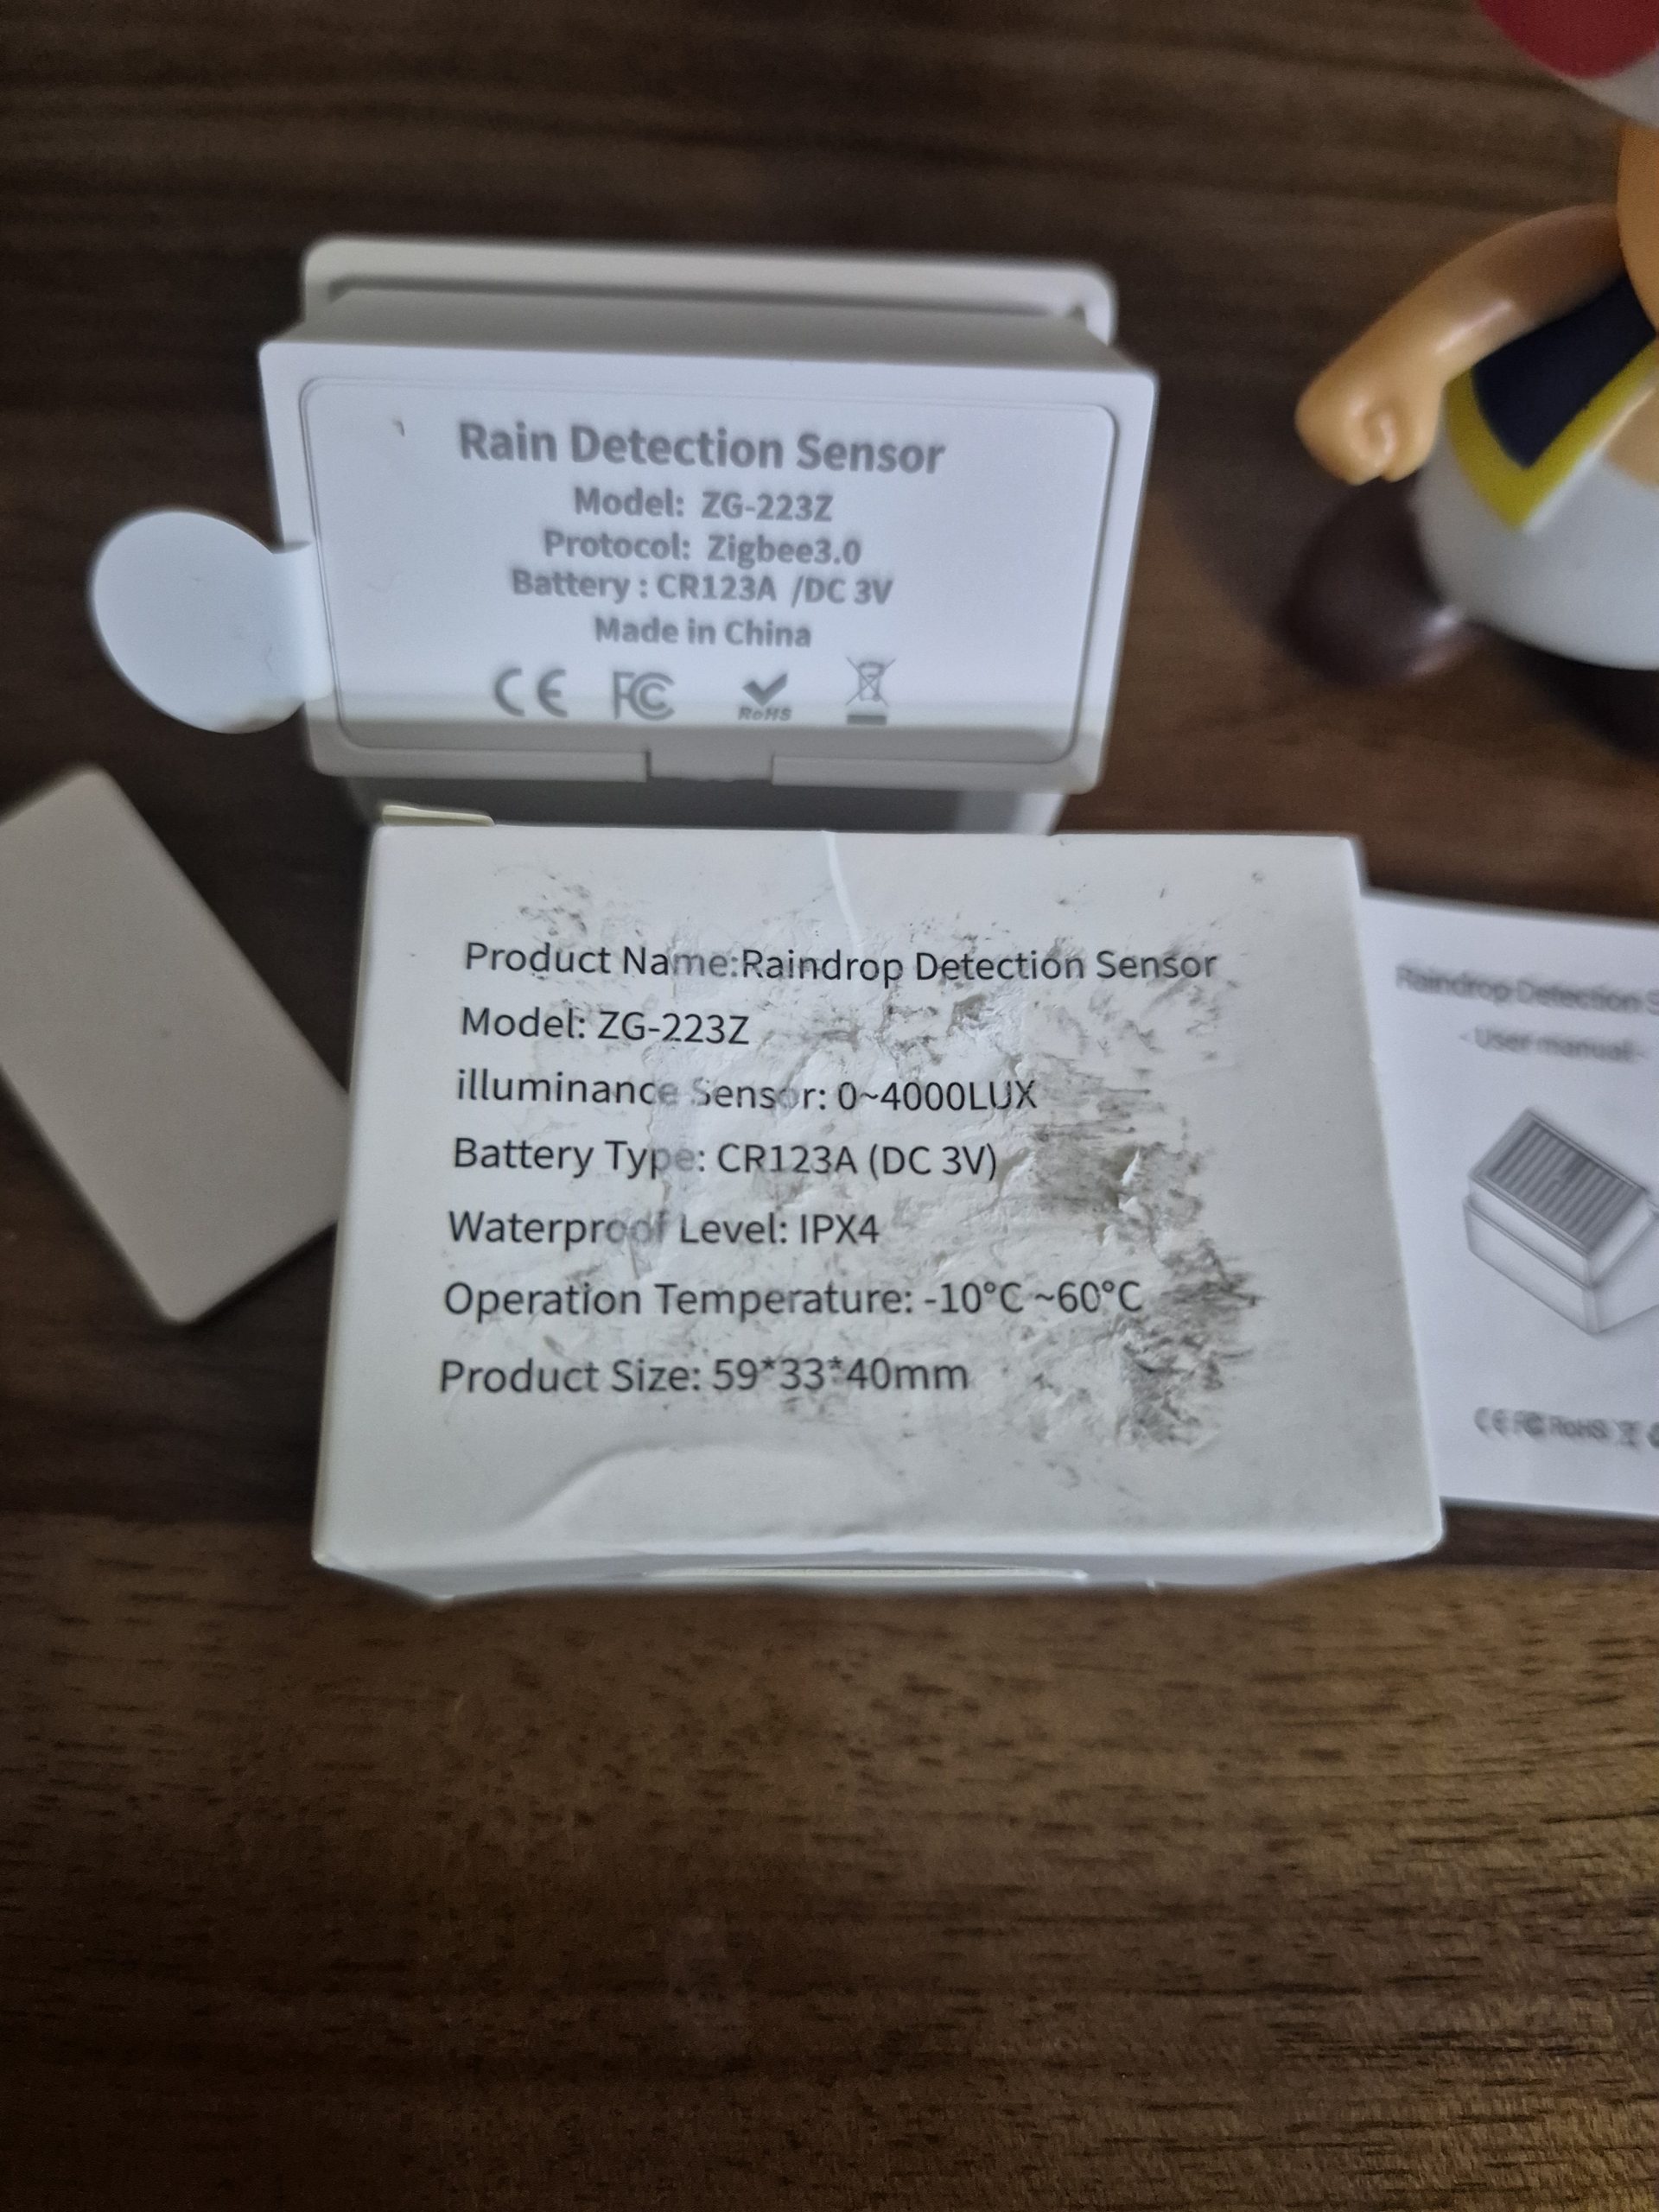 Rain Detection Sensor
Model: ZG-223Z
Protocol: Zigbee3.0
Battery : CR123A /DC 3V
Made in China
CE FC RoHS
Product Name:Raindrop Detection Sensor
Model: ZG-223Z
illuminance Sensor: 0~4000LUX
Battery Type: CR123A (DC 3V)
Waterproof Level: IPX4
Operation Temperature: -10°C ~60°C
Product Size: 59*33*40mm
Raindrop Detection
- User manual -
CE FC RoHS